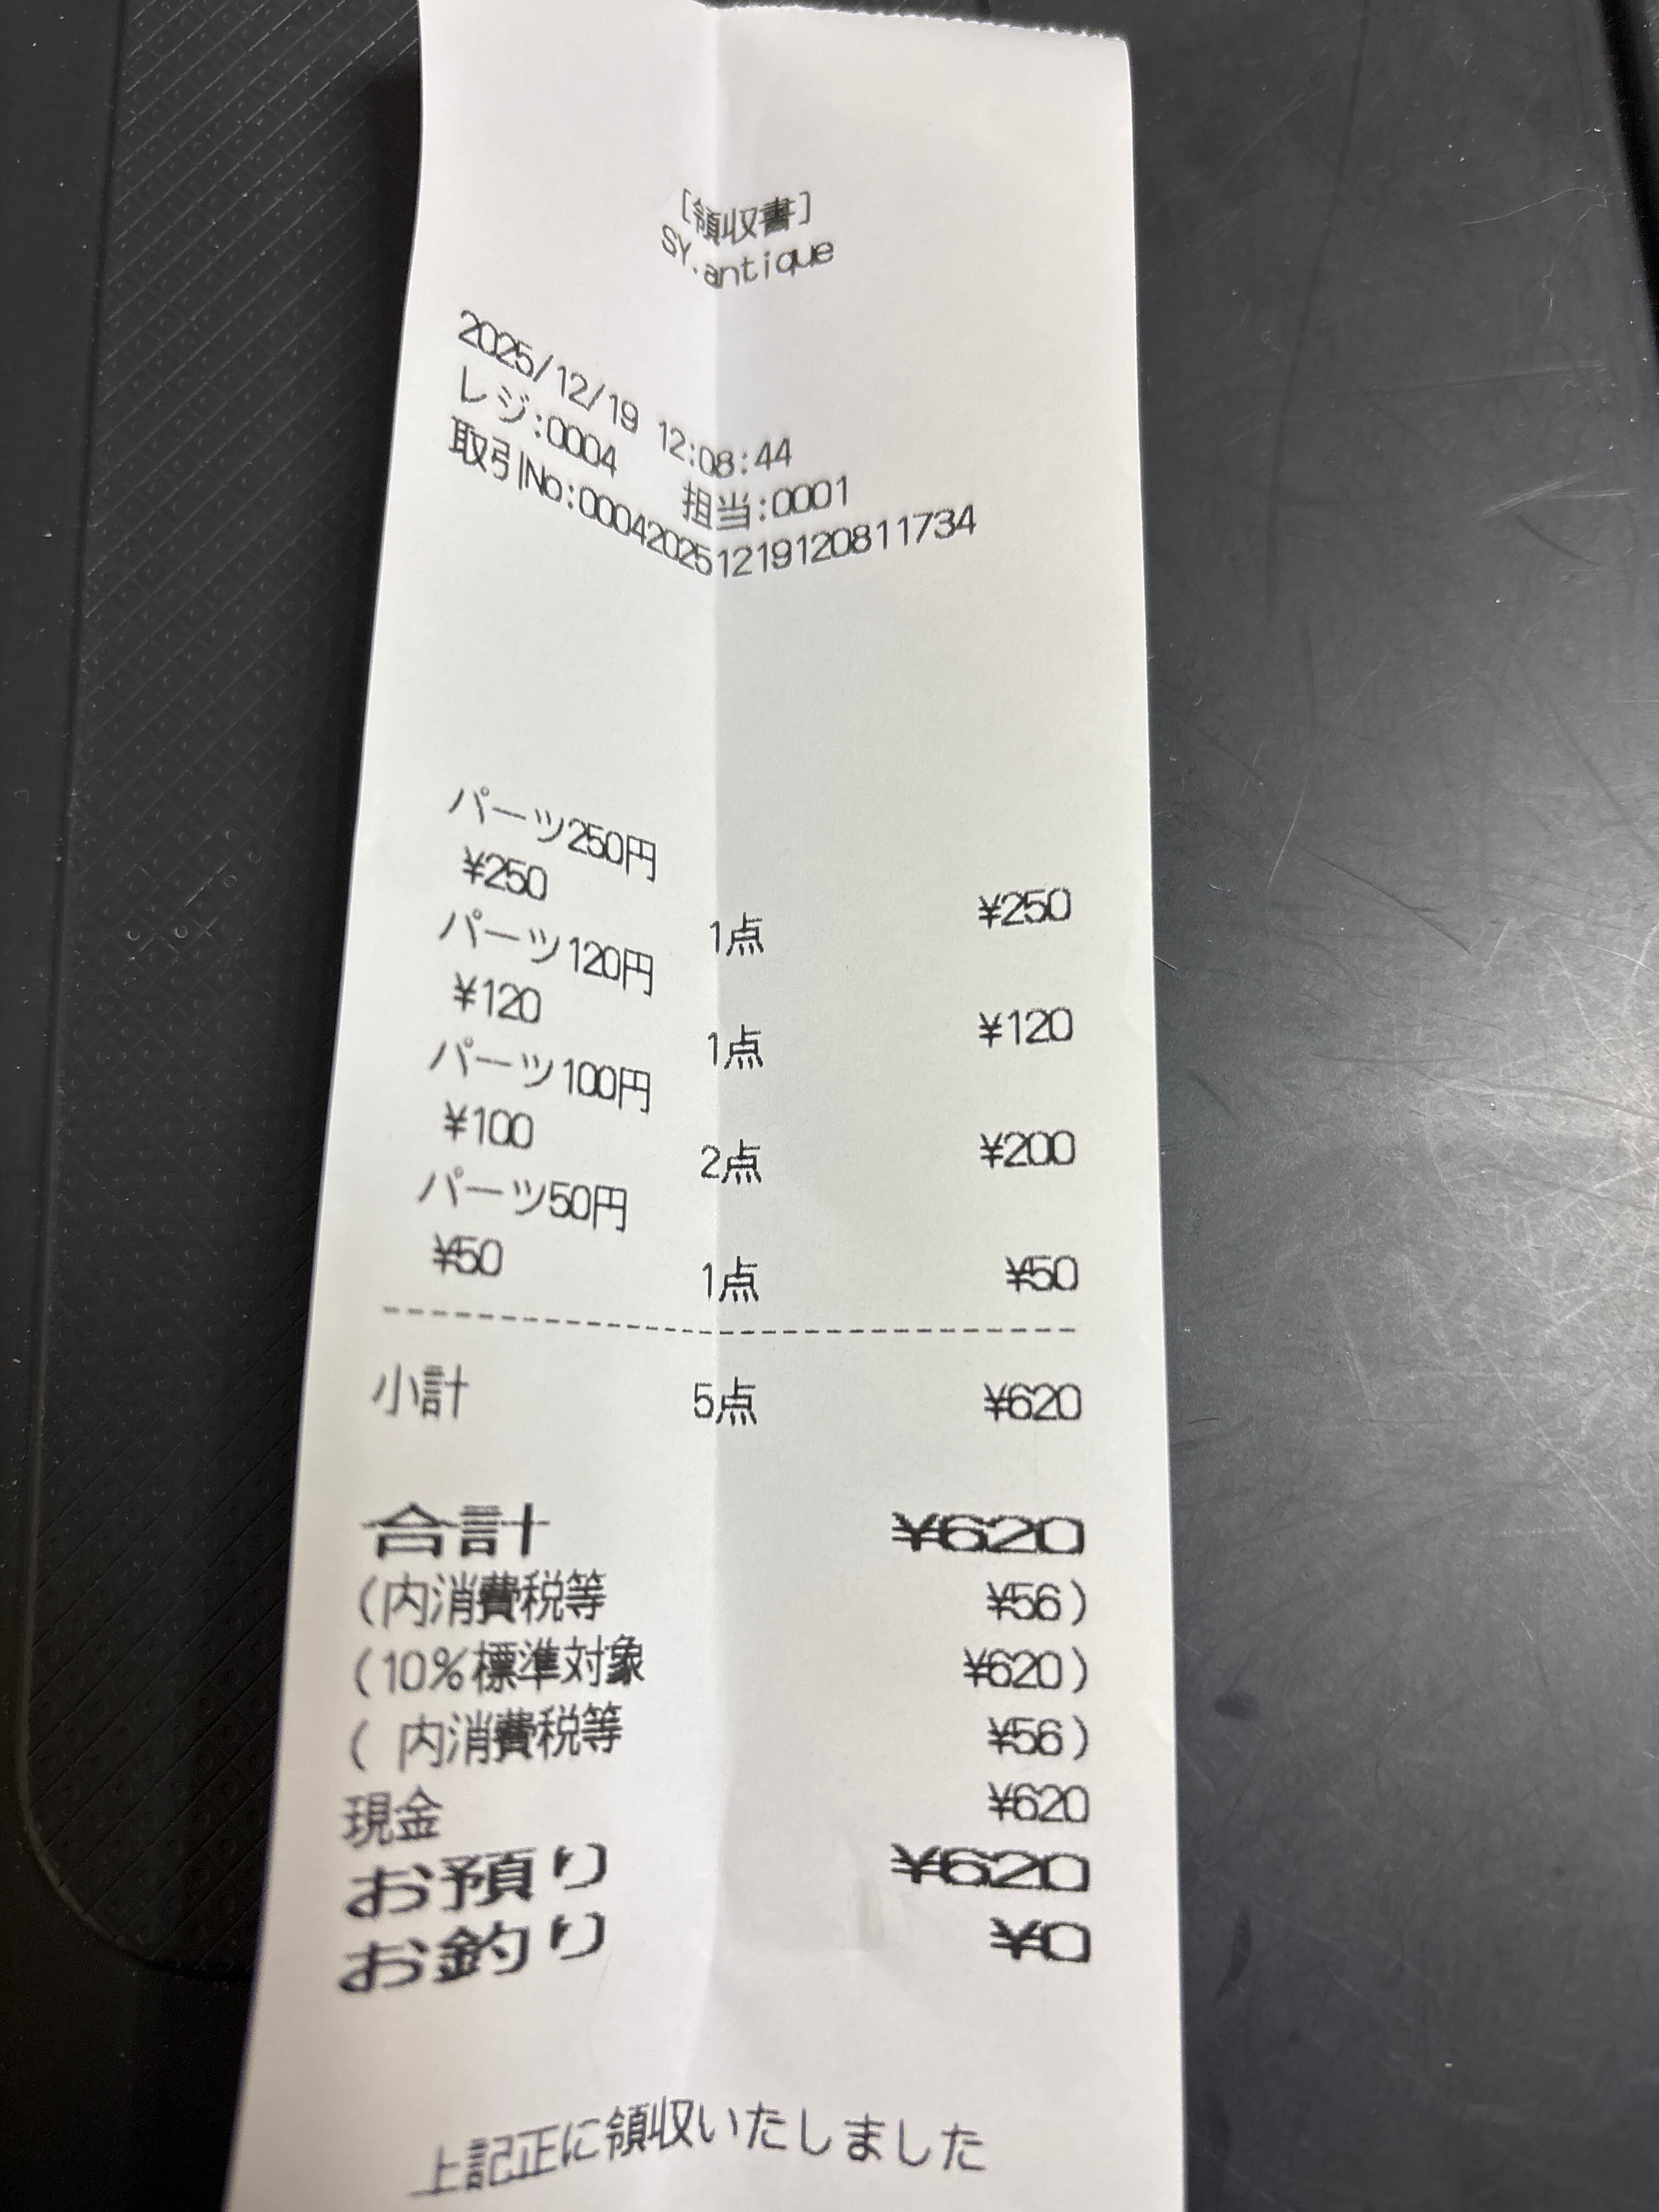 [領収書]
SY.antique
2025/12/19 12:08:44
レジ:0004 担当:0001
取引No:00042025121912081​1734
パーツ250円
¥250 1点 ¥250
パーツ120円
¥120 1点 ¥120
パーツ100円
¥100 2点 ¥200
パーツ50円
¥50 1点 ¥50
小計 5点 ¥620
合計 ¥620
(内消費税等 ¥56)
(10%標準対象 ¥620)
( 内消費税等 ¥56)
現金 ¥620
お預り ¥620
お釣り ¥0
上記正に領収いたしました